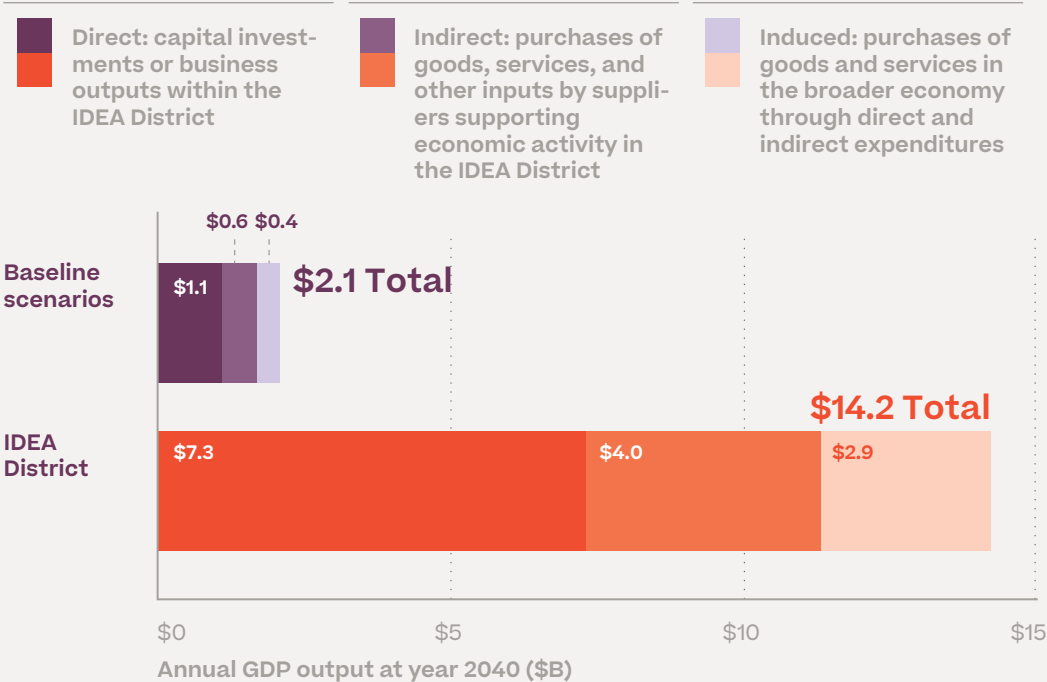 Direct: capital invest-
ments or business
outputs within the
IDEA District
Indirect: purchases of
goods, services, and
other inputs by suppli-
ers supporting
economic activity in
the IDEA District
Induced: purchases of
goods and services in
the broader economy
through direct and
indirect expenditures
$0.6 $0.4
Baseline
scenarios
$1.1
$2.1 Total
$14.2 Total
IDEA
District
$7.3
$4.0
$2.9
$0 $5 $10 $15
Annual GDP output at year 2040 ($B)